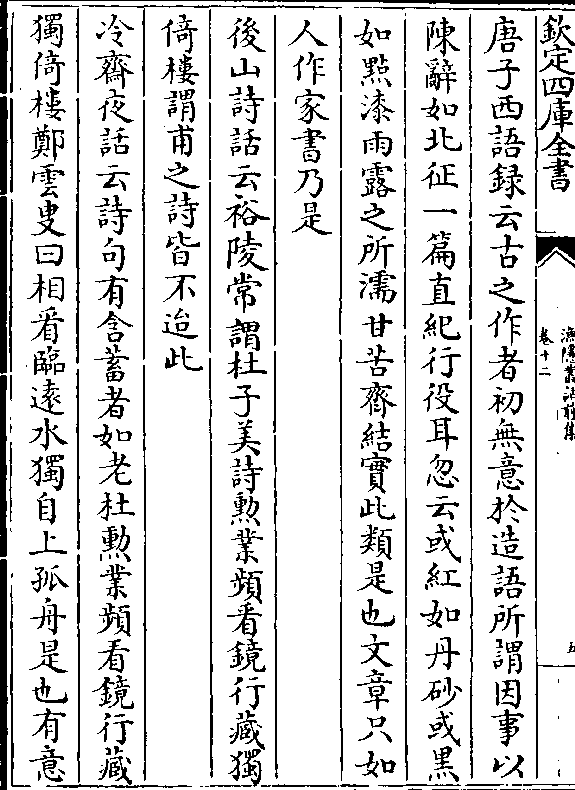 欽定四庫全書
漁隱叢話前集
卷十二
五
唐子西語録云古之作者初無意於造語所謂因事以
陳辭如北征一篇直紀行役耳忽云或紅如丹砂或黒
如㸃漆雨露之所濡甘苦齊結實此類是也文章只如
人作家書乃是
後山詩話云裕陵常謂杜子美詩勲業頻看鏡行藏獨
倚樓謂甫之詩皆不迨此
冷齋夜話云詩句有含蓄者如老杜勲業頻看鏡行藏
獨倚樓鄭雲叟曰相看臨逺水獨自上孤舟是也有意